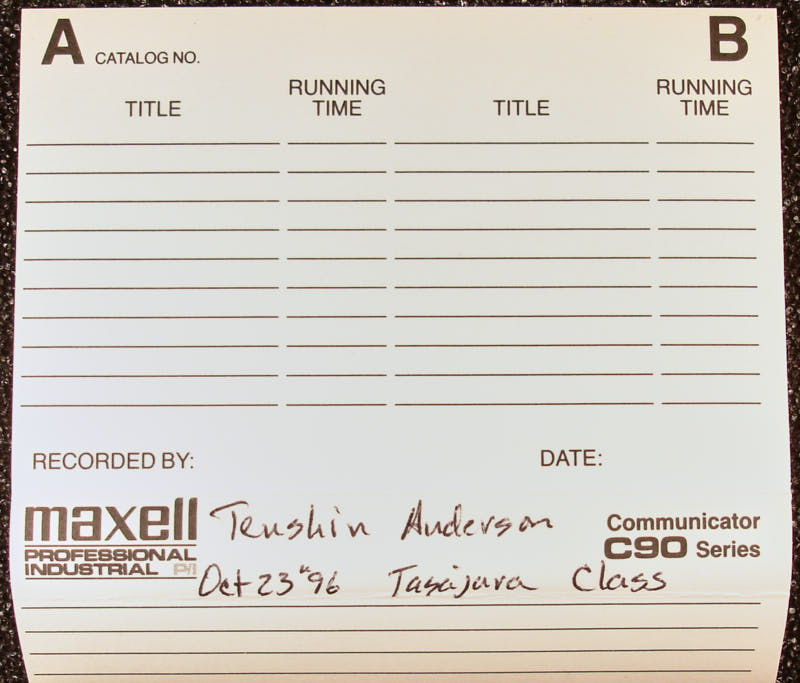 A CATALOG NO. B
TITLE RUNNING TIME TITLE RUNNING TIME
RECORDED BY: DATE:
maxell Tenshin Anderson Communicator
PROFESSIONAL C90 Series
INDUSTRIAL P/I Oct 23 "96 Tasajara Class